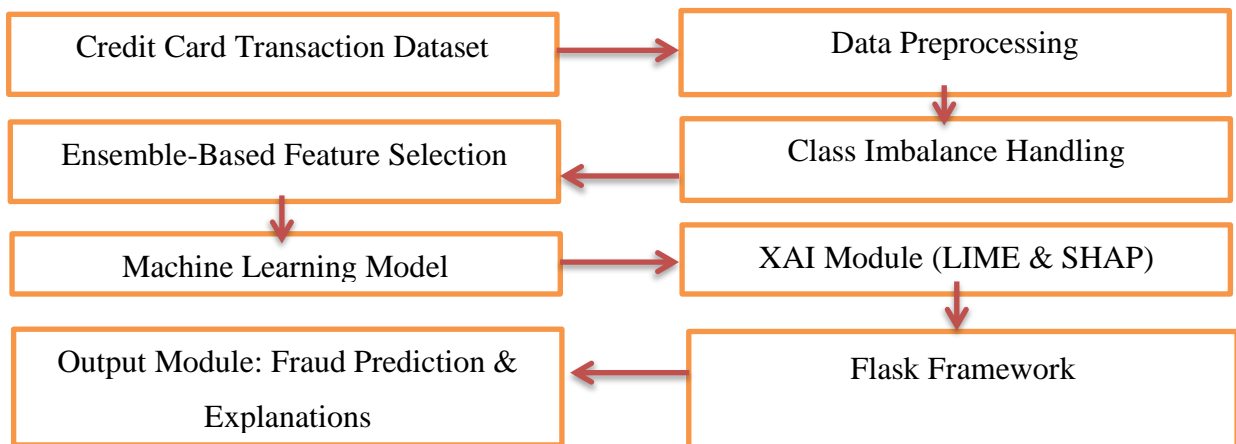 Credit Card Transaction Dataset
Data Preprocessing
Class Imbalance Handling
Ensemble-Based Feature Selection
Machine Learning Model
XAI Module (LIME & SHAP)
Flask Framework
Output Module: Fraud Prediction &
Explanations